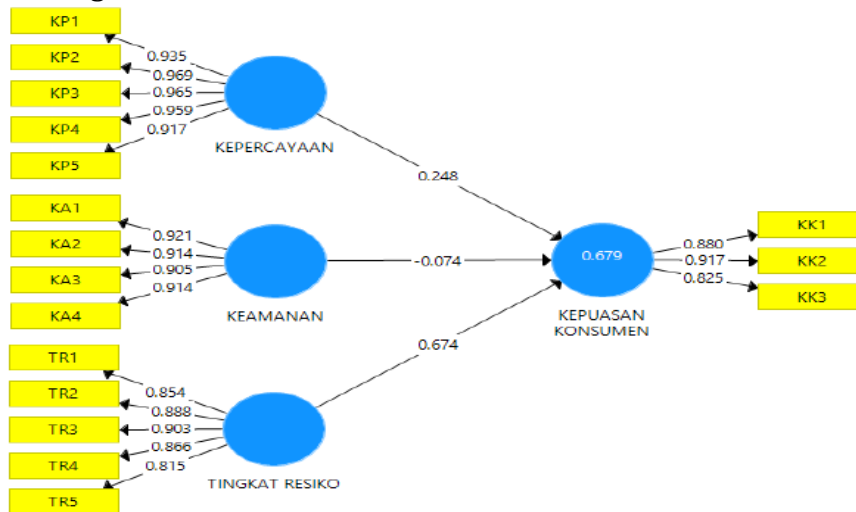 KP1
KP2
KP3
KP4
KP5
0.935
0.969
0.965
0.959
0.917
KEPERCAYAAN
0.248
KA1
KA2
KA3
KA4
0.921
0.914
0.905
0.914
KEAMANAN
-0.074
TR1
TR2
TR3
TR4
TR5
0.854
0.888
0.903
0.866
0.815
TINGKAT RESIKO
0.674
0.679
KEPUASAN
KONSUMEN
0.880
0.917
0.825
KK1
KK2
KK3